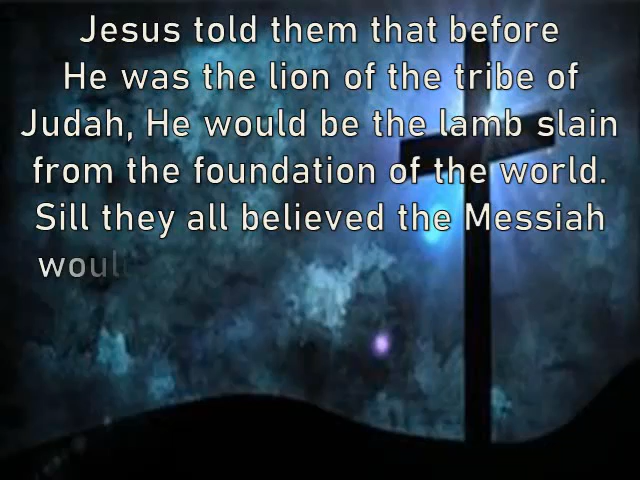 Jesus told them that before
He was the lion of the tribe of
Judah, He would be the lamb slain
from the foundation of the world.
Sill they all believed the Messiah
woul